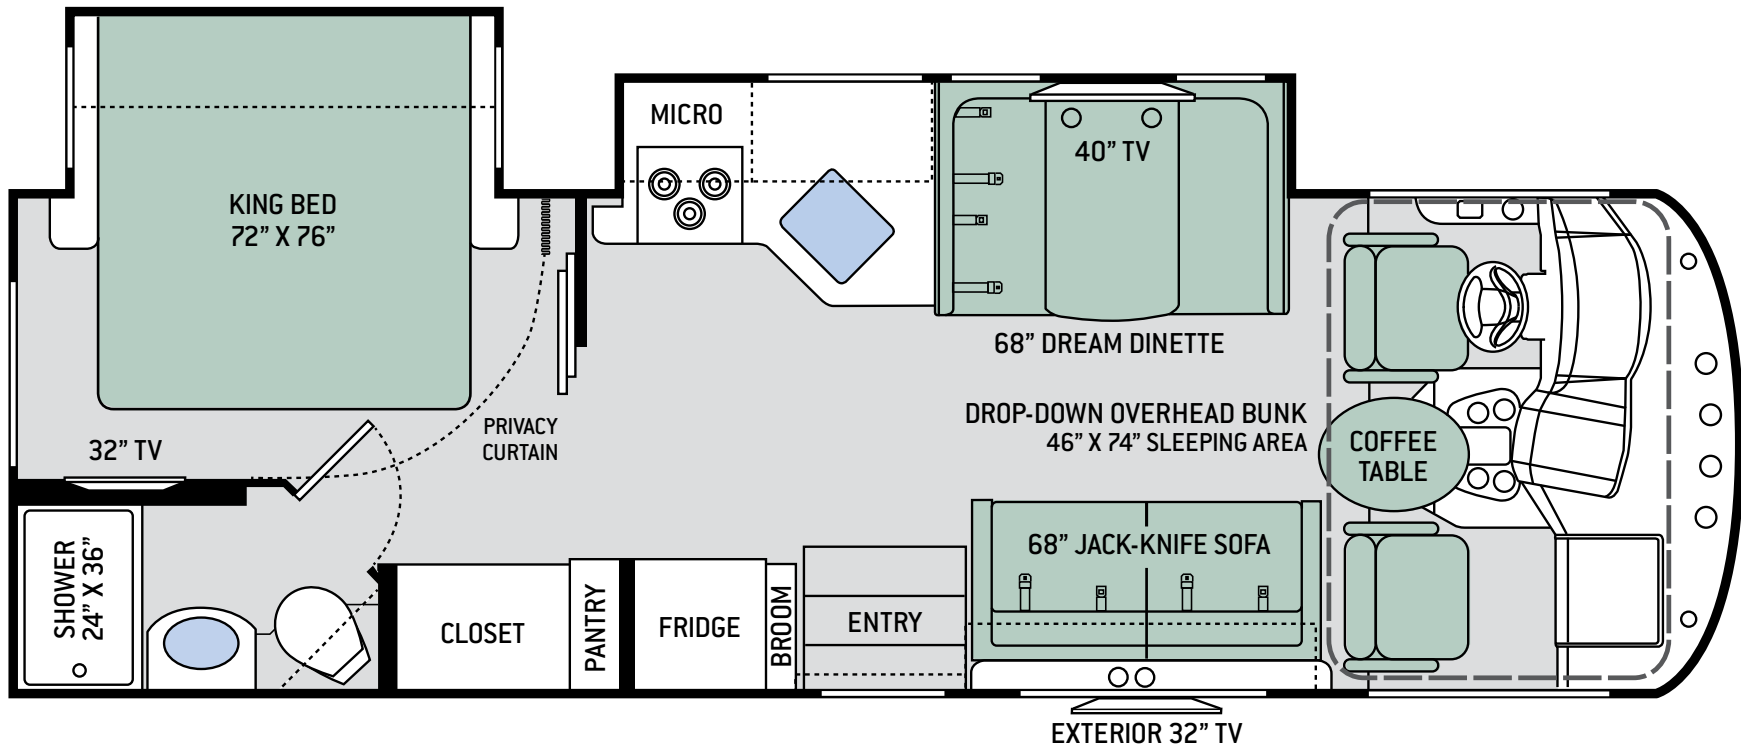 MICRO
40” TV
KING BED
72” X 76”
68” DREAM DINETTE
PRIVACY
CURTAIN
DROP-DOWN OVERHEAD BUNK
46” X 74” SLEEPING AREA
COFFEE
TABLE
32” TV
SHOWER
24” X 36”
CLOSET
PANTRY
FRIDGE
BROOM
ENTRY
68” JACK-KNIFE SOFA
EXTERIOR 32” TV